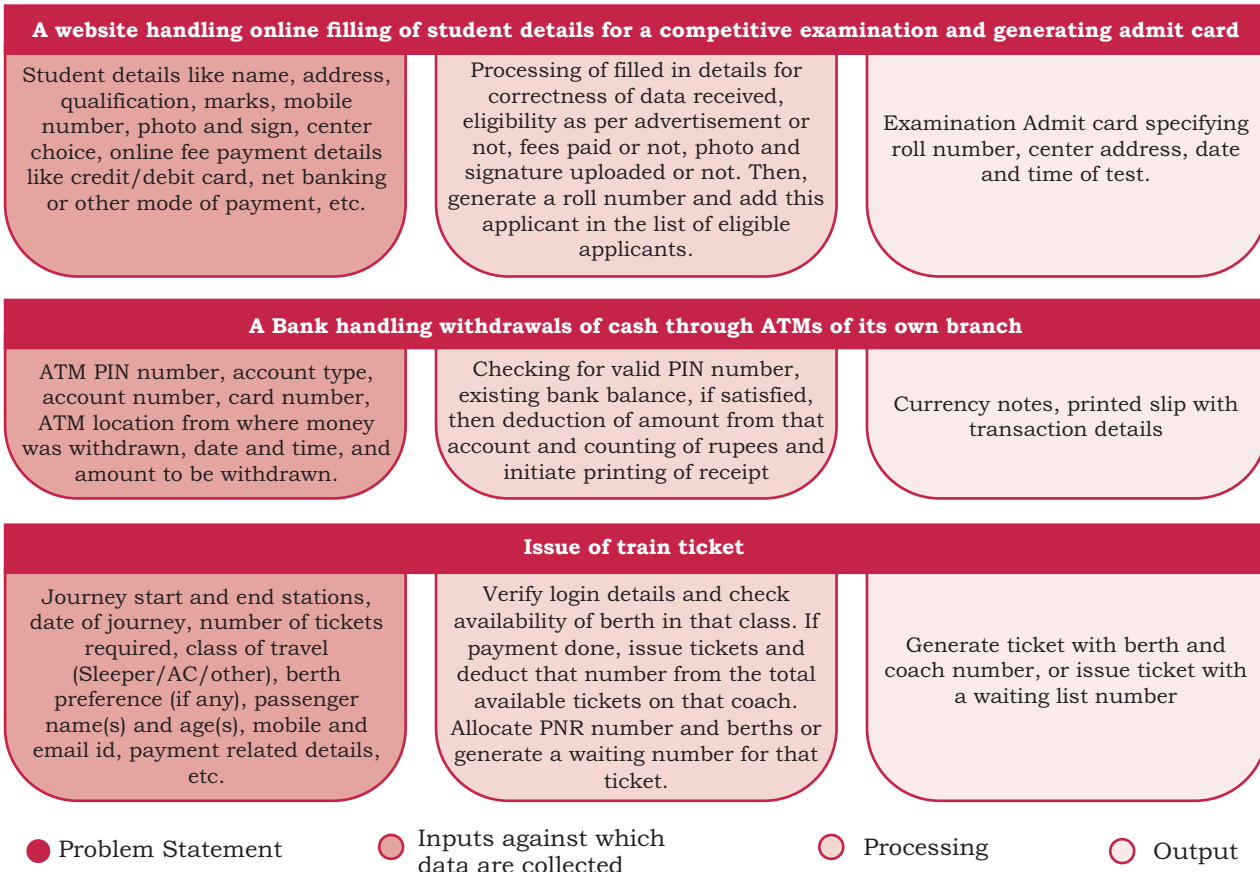 A website handling online filling of student details for a competitive examination and generating admit card
Student details like name, address,
qualification, marks, mobile
number, photo and sign, center
choice, online fee payment details
like credit/debit card, net banking
or other mode of payment, etc.
Processing of filled in details for
correctness of data received,
eligibility as per advertisement or
not, fees paid or not, photo and
signature uploaded or not. Then,
generate a roll number and add this
applicant in the list of eligible
applicants.
Examination Admit card specifying
roll number, center address, date
and time of test.
A Bank handling withdrawals of cash through ATMs of its own branch
ATM PIN number, account type,
account number, card number,
ATM location from where money
was withdrawn, date and time, and
amount to be withdrawn.
Checking for valid PIN number,
existing bank balance, if satisfied,
then deduction of amount from that
account and counting of rupees and
initiate printing of receipt
Currency notes, printed slip with
transaction details
Issue of train ticket
Journey start and end stations,
date of journey, number of tickets
required, class of travel
(Sleeper/AC/other), berth
preference (if any), passenger
name(s) and age(s), mobile and
email id, payment related details,
etc.
Verify login details and check
availability of berth in that class. If
payment done, issue tickets and
deduct that number from the total
available tickets on that coach.
Allocate PNR number and berths or
generate a waiting number for that
ticket.
Generate ticket with berth and
coach number, or issue ticket with
a waiting list number
Problem Statement
Inputs against which
data are collected
Processing
Output